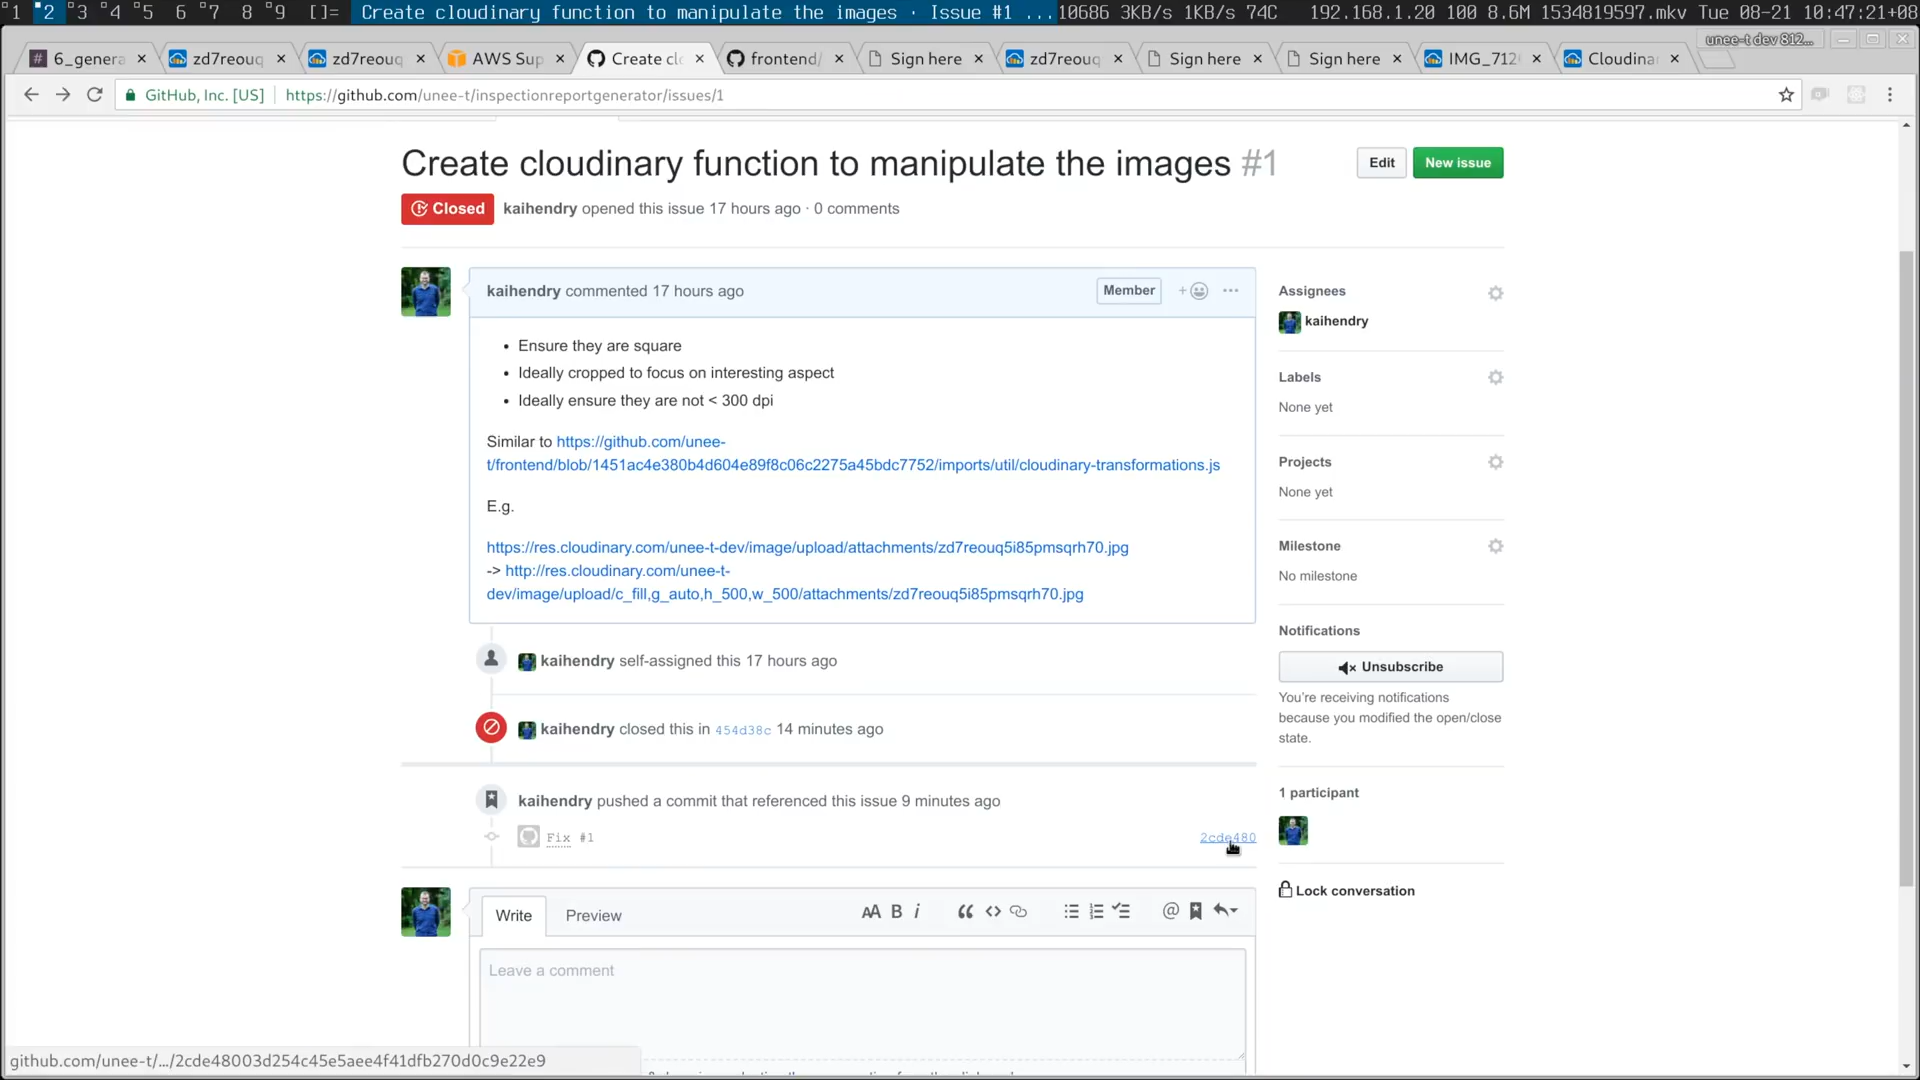 1 2 3 4 5 6 7 8 9 []= Create cloudinary function to manipulate the images · Issue #1 ... 10686 3KB/s 1KB/s 74C 192.168.1.20 100 8.6M 1534819597.mkv Tue 08-21 10:47:21+08
unee-t dev 812...
6_genera zd7reouq zd7reouq AWS Sup Create clo frontend/ Sign here zd7reouq Sign here Sign here IMG_712 Cloudina
GitHub, Inc. [US] https://github.com/unee-t/inspectionreportgenerator/issues/1
Create cloudinary function to manipulate the images #1
Edit New issue
Closed kaihendry opened this issue 17 hours ago · 0 comments
kaihendry commented 17 hours ago
Member
Ensure they are square
Ideally cropped to focus on interesting aspect
Ideally ensure they are not < 300 dpi
Similar to https://github.com/unee-
t/frontend/blob/1451ac4e380b4d604e89f8c06c2275a45bdc7752/imports/util/cloudinary-transformations.js
E.g.
https://res.cloudinary.com/unee-t-dev/image/upload/attachments/zd7reouq5i85pmsqrh70.jpg
-> http://res.cloudinary.com/unee-t-
dev/image/upload/c_fill,g_auto,h_500,w_500/attachments/zd7reouq5i85pmsqrh70.jpg
kaihendry self-assigned this 17 hours ago
kaihendry closed this in 454d38c 14 minutes ago
kaihendry pushed a commit that referenced this issue 9 minutes ago
Fix #1
2cde480
Write Preview
AA B i
Leave a comment
Assignees
kaihendry
Labels
None yet
Projects
None yet
Milestone
No milestone
Notifications
Unsubscribe
You're receiving notifications
because you modified the open/close
state.
1 participant
Lock conversation
github.com/unee-t/.../2cde48003d254c45e5aee4f41dfb270d0c9e22e9